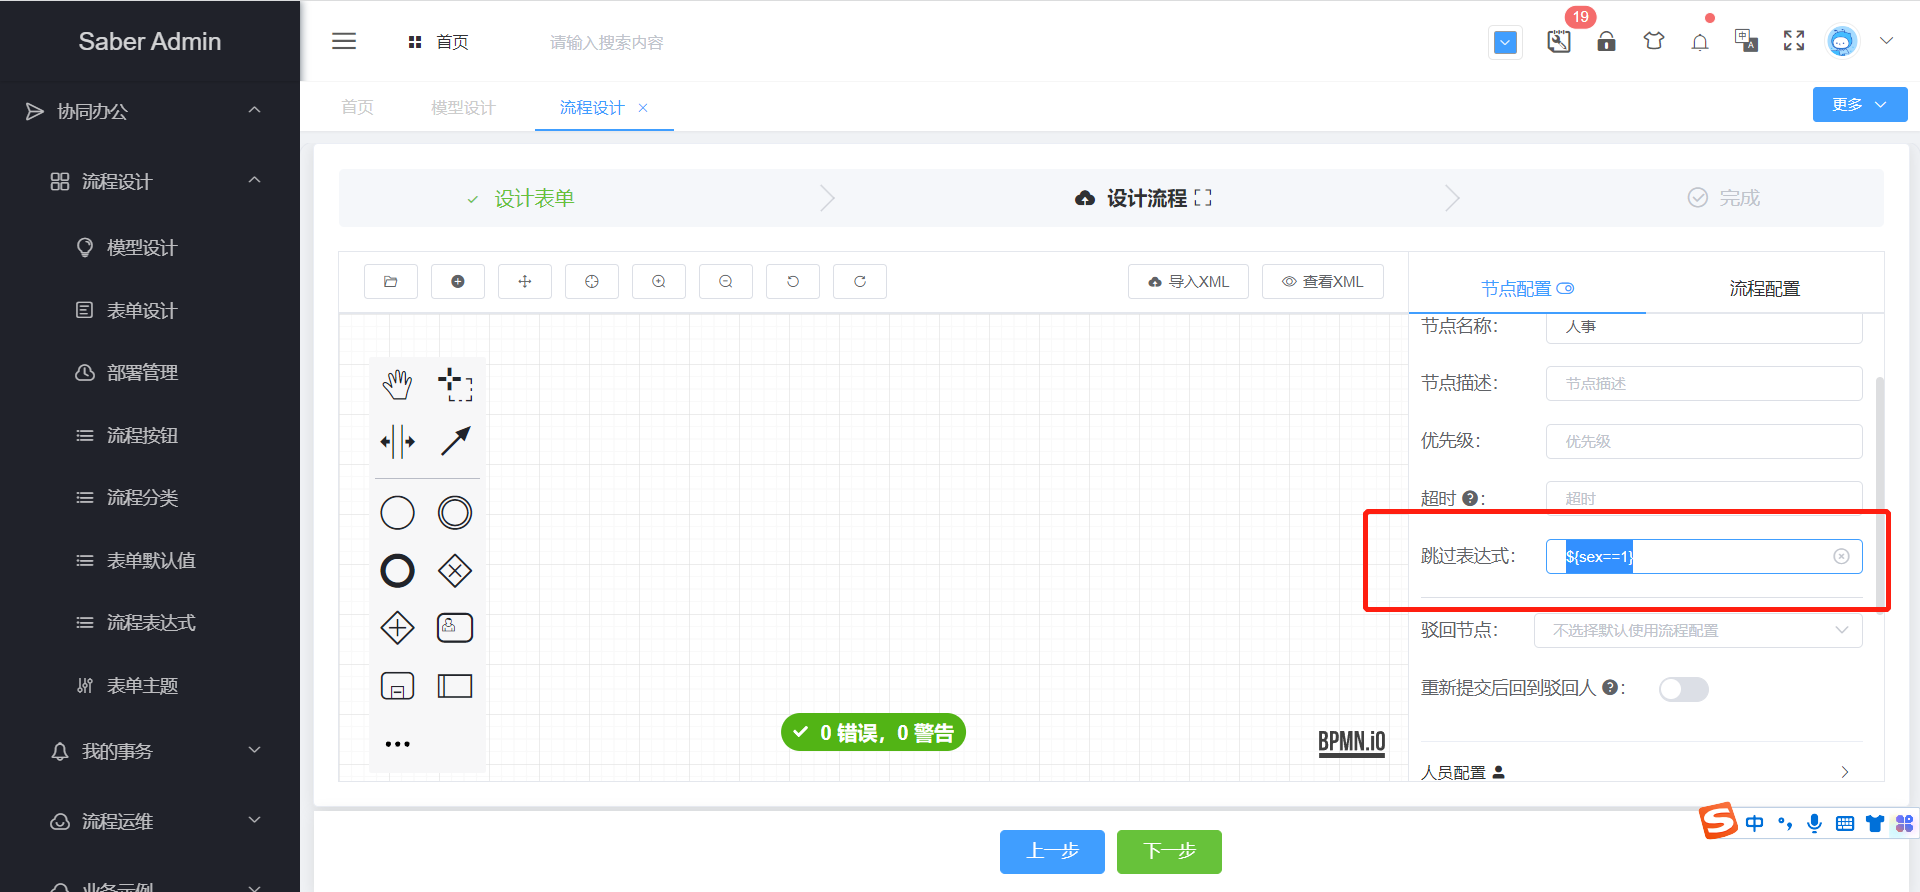 Saber Admin
首页
请输入搜索内容
19
协同办公
首页
模型设计
流程设计
更多
流程设计
设计表单
设计流程
完成
模型设计
导入XML
查看XML
节点配置
流程配置
表单设计
节点名称：
人事
部署管理
节点描述：
节点描述
流程按钮
优先级：
优先级
流程分类
超时 ：
超时
表单默认值
跳过表达式：
${sex==1}
流程表达式
驳回节点：
不选择默认使用流程配置
表单主题
重新提交后回到驳回人 ：
0 错误，0 警告
BPMN.iO
我的事务
人员配置
流程运维
中
上一步
下一步
业务示例